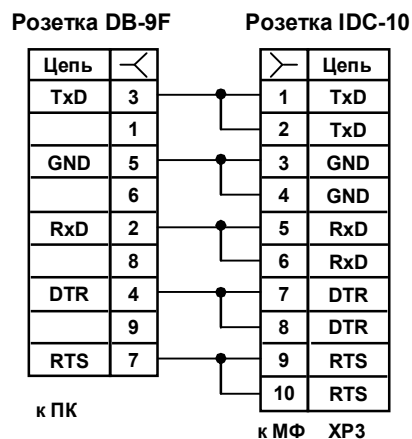 Розетка DB-9F Розетка IDC-10
Цепь Цепь
TxD 3 1 TxD
1 2 TxD
GND 5 3 GND
6 4 GND
RxD 2 5 RxD
8 6 RxD
DTR 4 7 DTR
9 8 DTR
RTS 7 9 RTS
10 RTS
к ПК
к МФ XP3